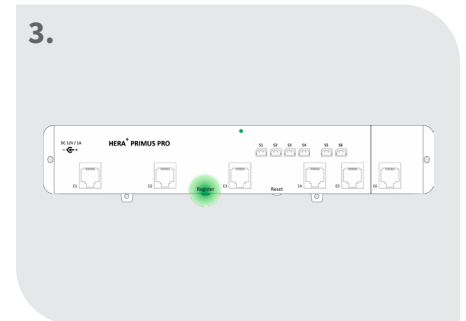 3.
DC 12V / 1A
HERA+ PRIMUS PRO
S1 S2 S3 S4 S5 S6
E1 E2 Register E3 Reset E4 E5 E6